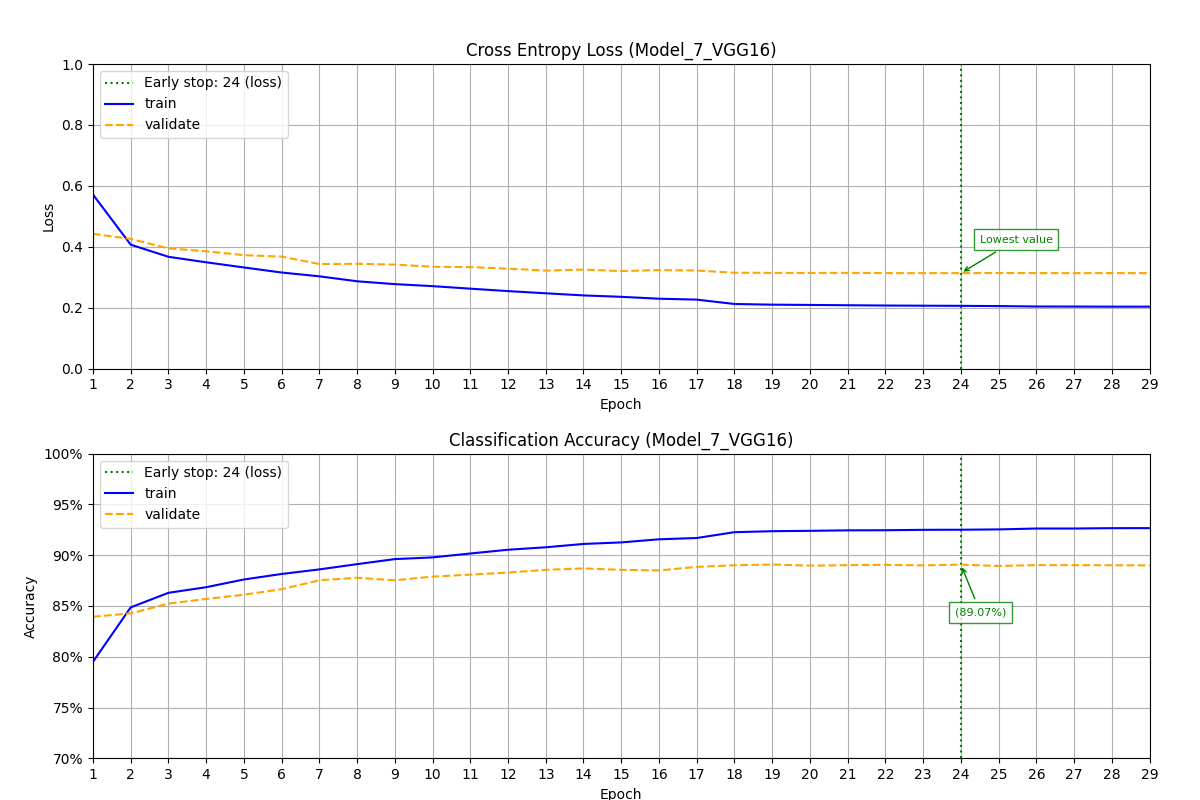 Cross Entropy Loss (Model_7_VGG16)
1.0
0.8
0.6
0.4
0.2
0.0
Loss
Early stop: 24 (loss)
train
validate
Lowest value
1 2 3 4 5 6 7 8 9 10 11 12 13 14 15 16 17 18 19 20 21 22 23 24 25 26 27 28 29
Epoch
Classification Accuracy (Model_7_VGG16)
100%
95%
90%
85%
80%
75%
70%
Accuracy
Early stop: 24 (loss)
train
validate
(89.07%)
1 2 3 4 5 6 7 8 9 10 11 12 13 14 15 16 17 18 19 20 21 22 23 24 25 26 27 28 29
Epoch